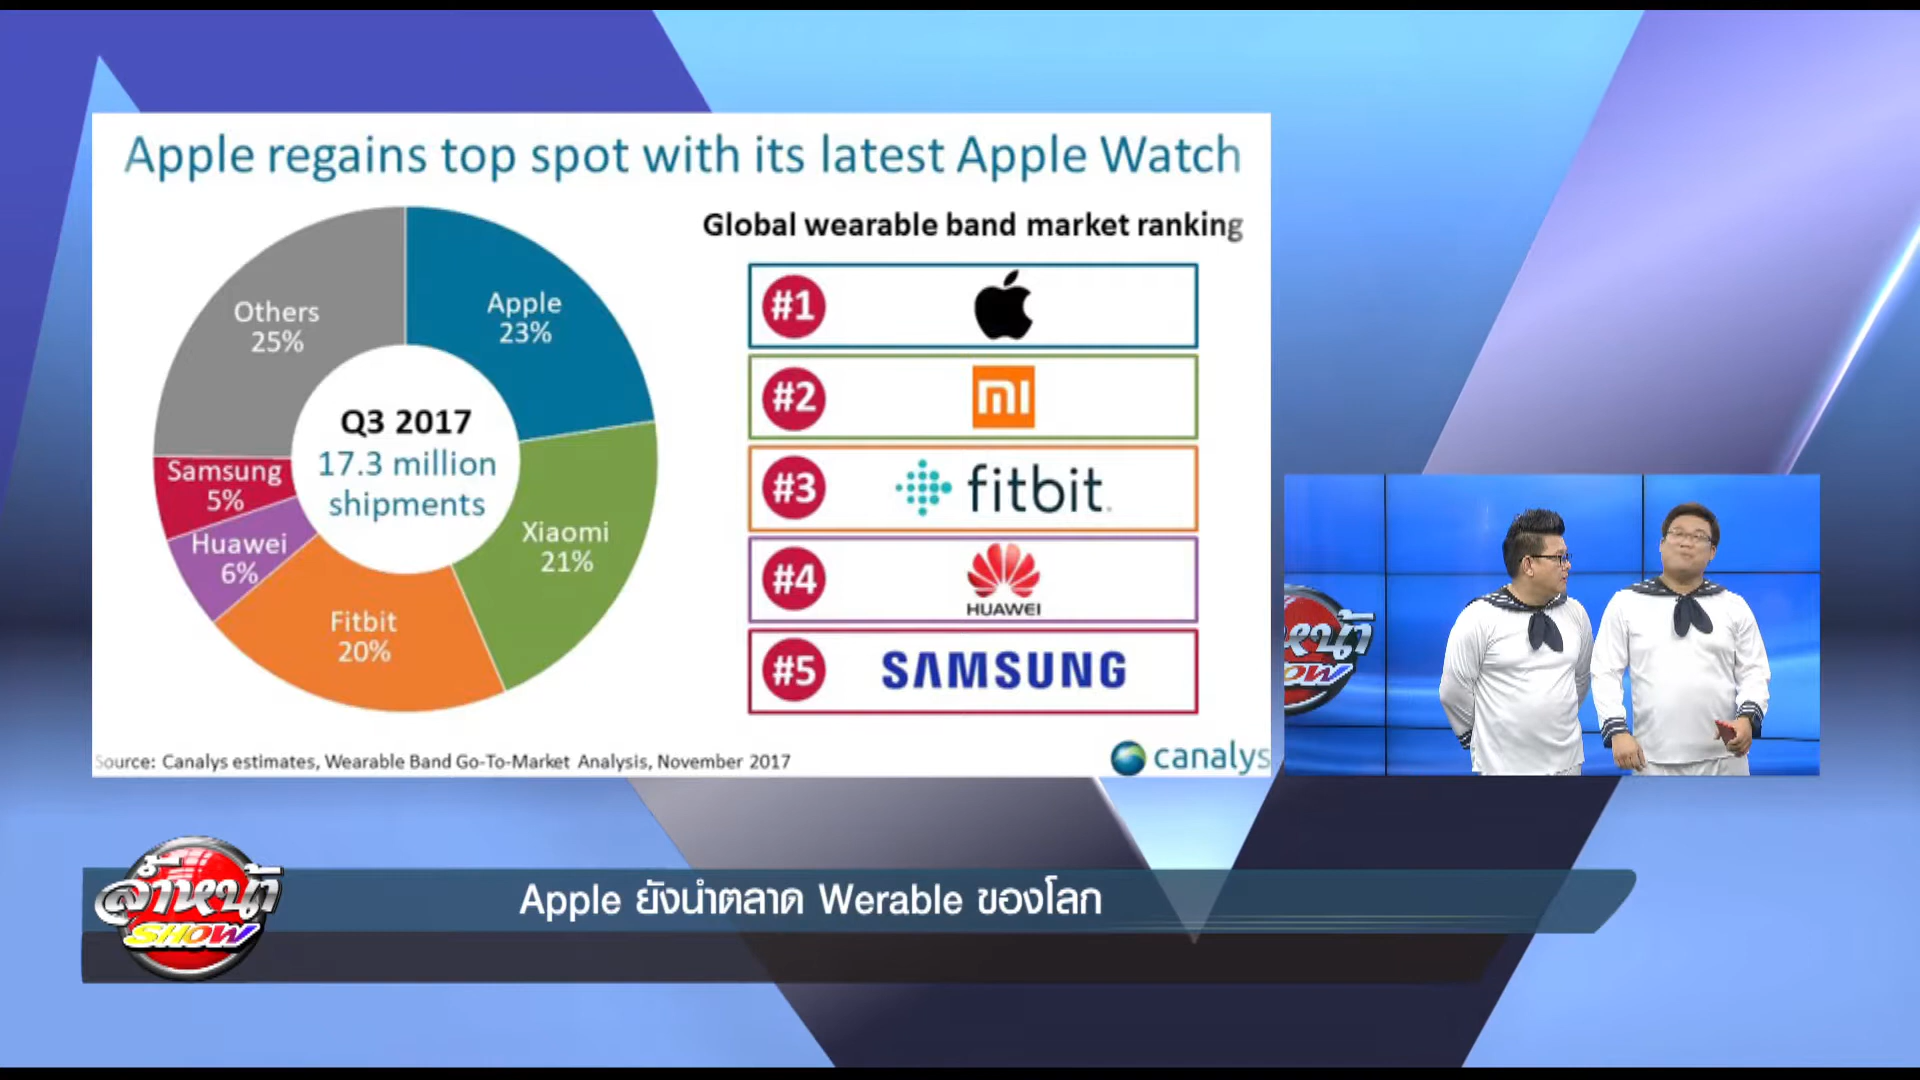 Apple regains top spot with its latest Apple Watch
Global wearable band market ranking
Others
25%
Apple
23%
Samsung
5%
Huawei
6%
Fitbit
20%
Xiaomi
21%
Q3 2017
17.3 million
shipments
#1
#2
mi
#3
fitbit
#4
HUAWEI
#5
SAMSUNG
Source: Canalys estimates, Wearable Band Go-To-Market Analysis, November 2017
canalys
ล้ำหน้า
SHOW
Apple ยังนำตลาด Werable ของโลก